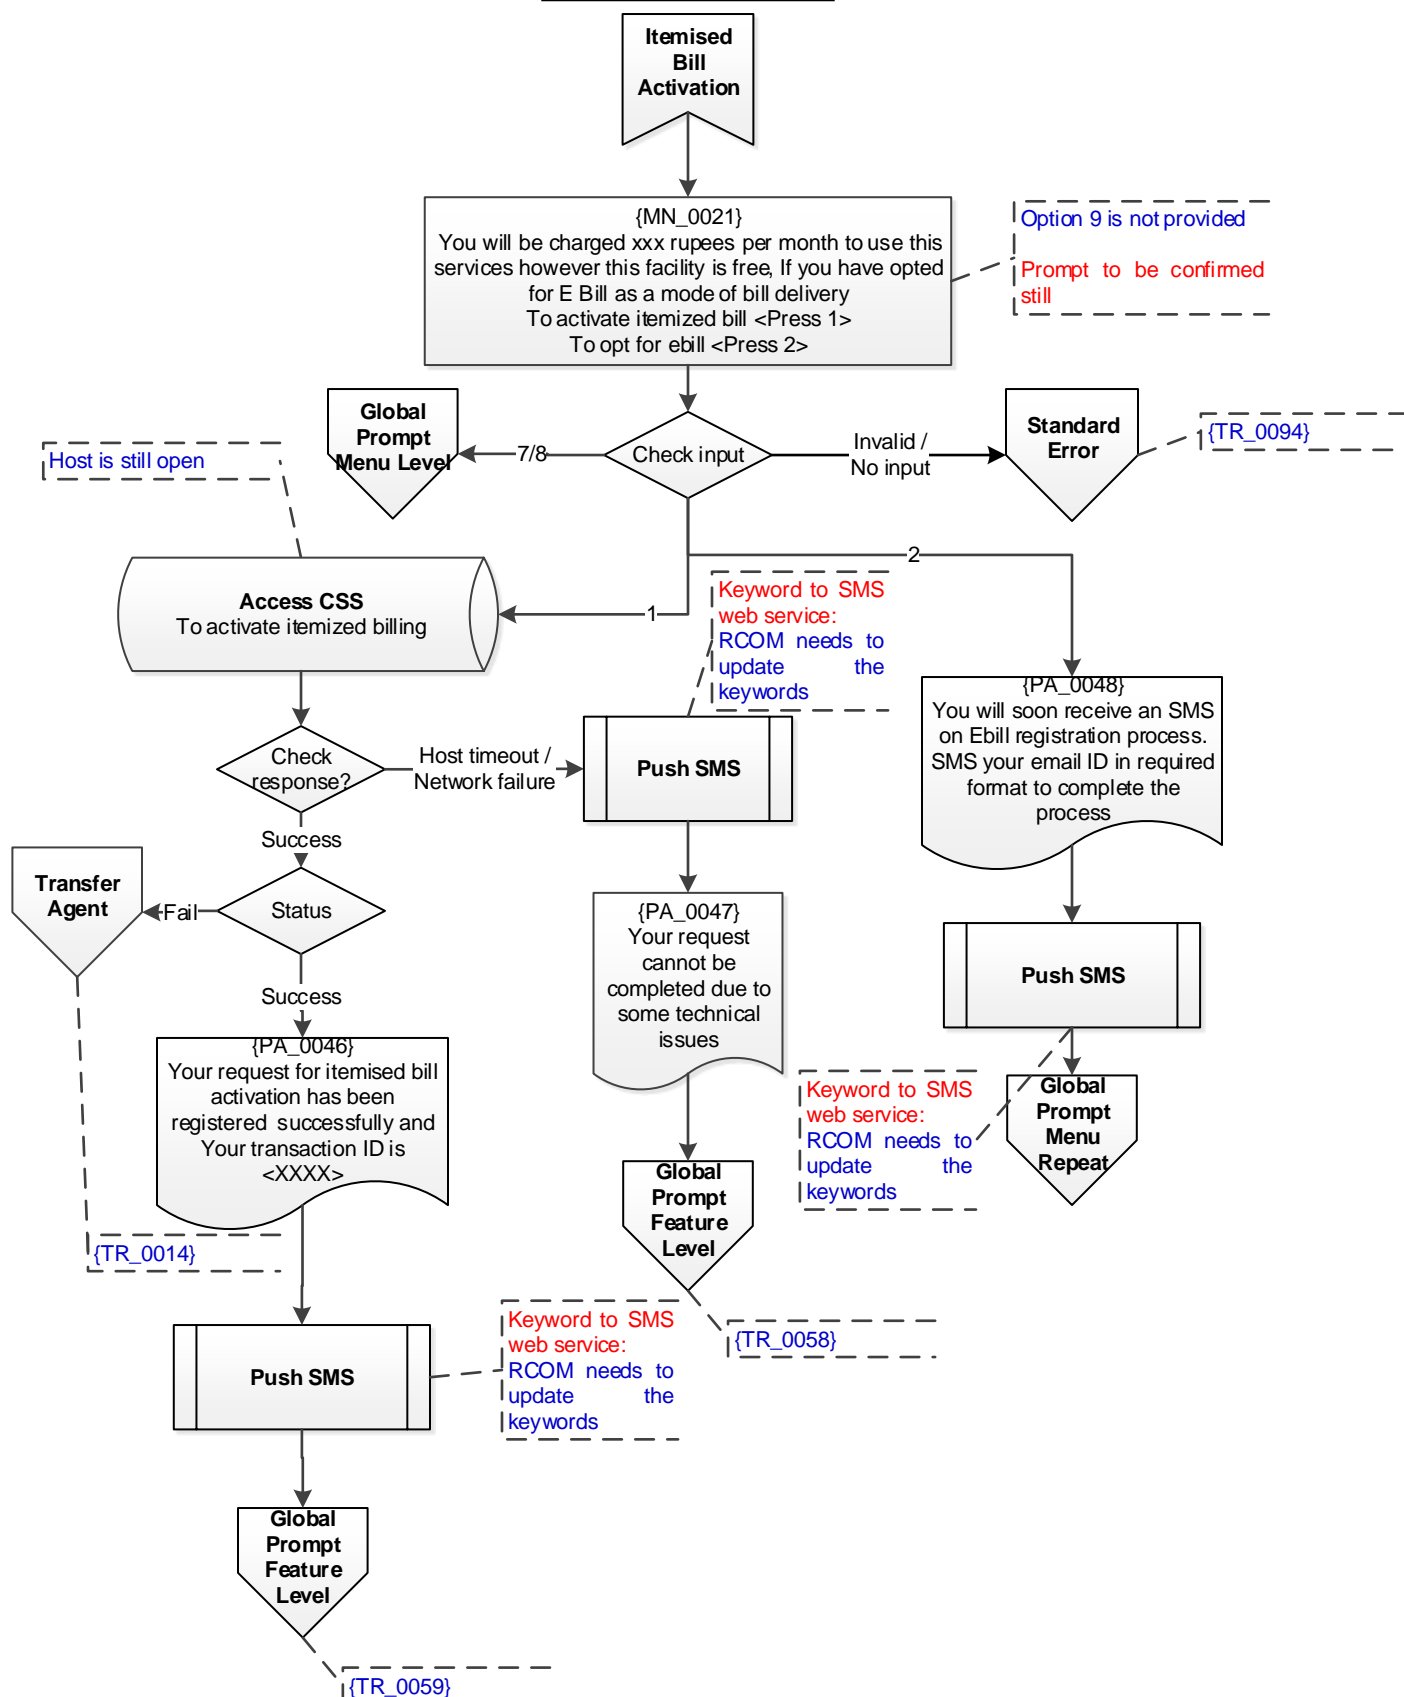 Itemised
Bill
Activation
{MN_0021}
You will be charged xxx rupees per month to use this
services however this facility is free, If you have opted
for E Bill as a mode of bill delivery
To activate itemized bill <Press 1>
To opt for ebill <Press 2>
Option 9 is not provided
Prompt to be confirmed
still
Global
Prompt
Menu Level
7/8
Check input
Invalid /
No input
Standard
Error
{TR_0094}
Host is still open
2
Access CSS
To activate itemized billing
1
Keyword to SMS
web service:
RCOM needs to
update the
keywords
{PA_0048}
You will soon receive an SMS
on Ebill registration process.
SMS your email ID in required
format to complete the
process
Check
response?
Host timeout /
Network failure
Push SMS
Success
Transfer
Agent
Fail
Status
{PA_0047}
Your request
cannot be
completed due to
some technical
issues
Push SMS
Success
{PA_0046}
Your request for itemised bill
activation has been
registered successfully and
Your transaction ID is
<XXXX>
Keyword to SMS
web service:
RCOM needs to
update the
keywords
Global
Prompt
Menu
Repeat
Global
Prompt
Feature
Level
{TR_0014}
{TR_0058}
Push SMS
Keyword to SMS
web service:
RCOM needs to
update the
keywords
Global
Prompt
Feature
Level
{TR_0059}